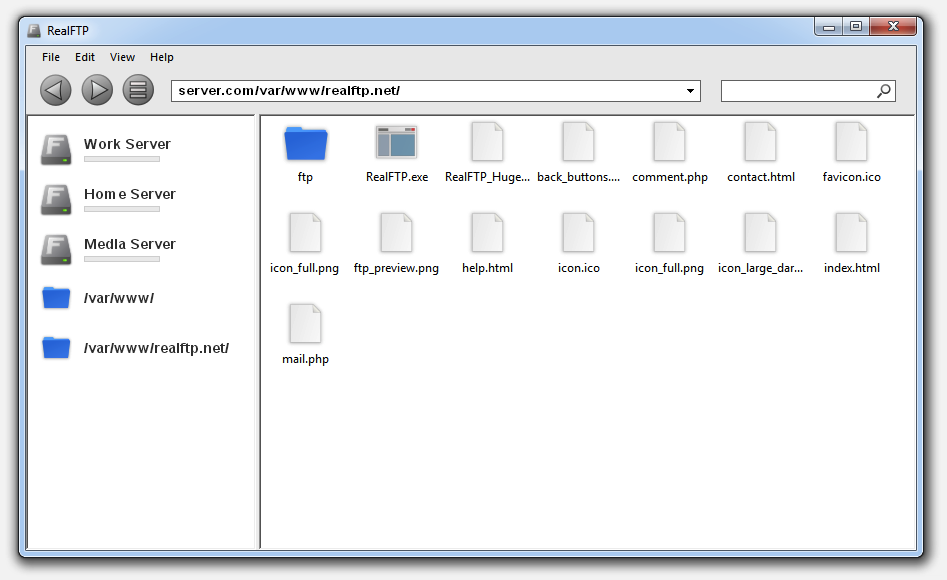 RealFTP
File Edit View Help
server.com/var/www/realftp.net/
Work Server
Home Server
Media Server
/var/www/
/var/www/realftp.net/
ftp RealFTP.exe RealFTP_Huge... back_buttons.... comment.php contact.html favicon.ico
icon_full.png ftp_preview.png help.html icon.ico icon_full.png icon_large_dar... index.html
mail.php